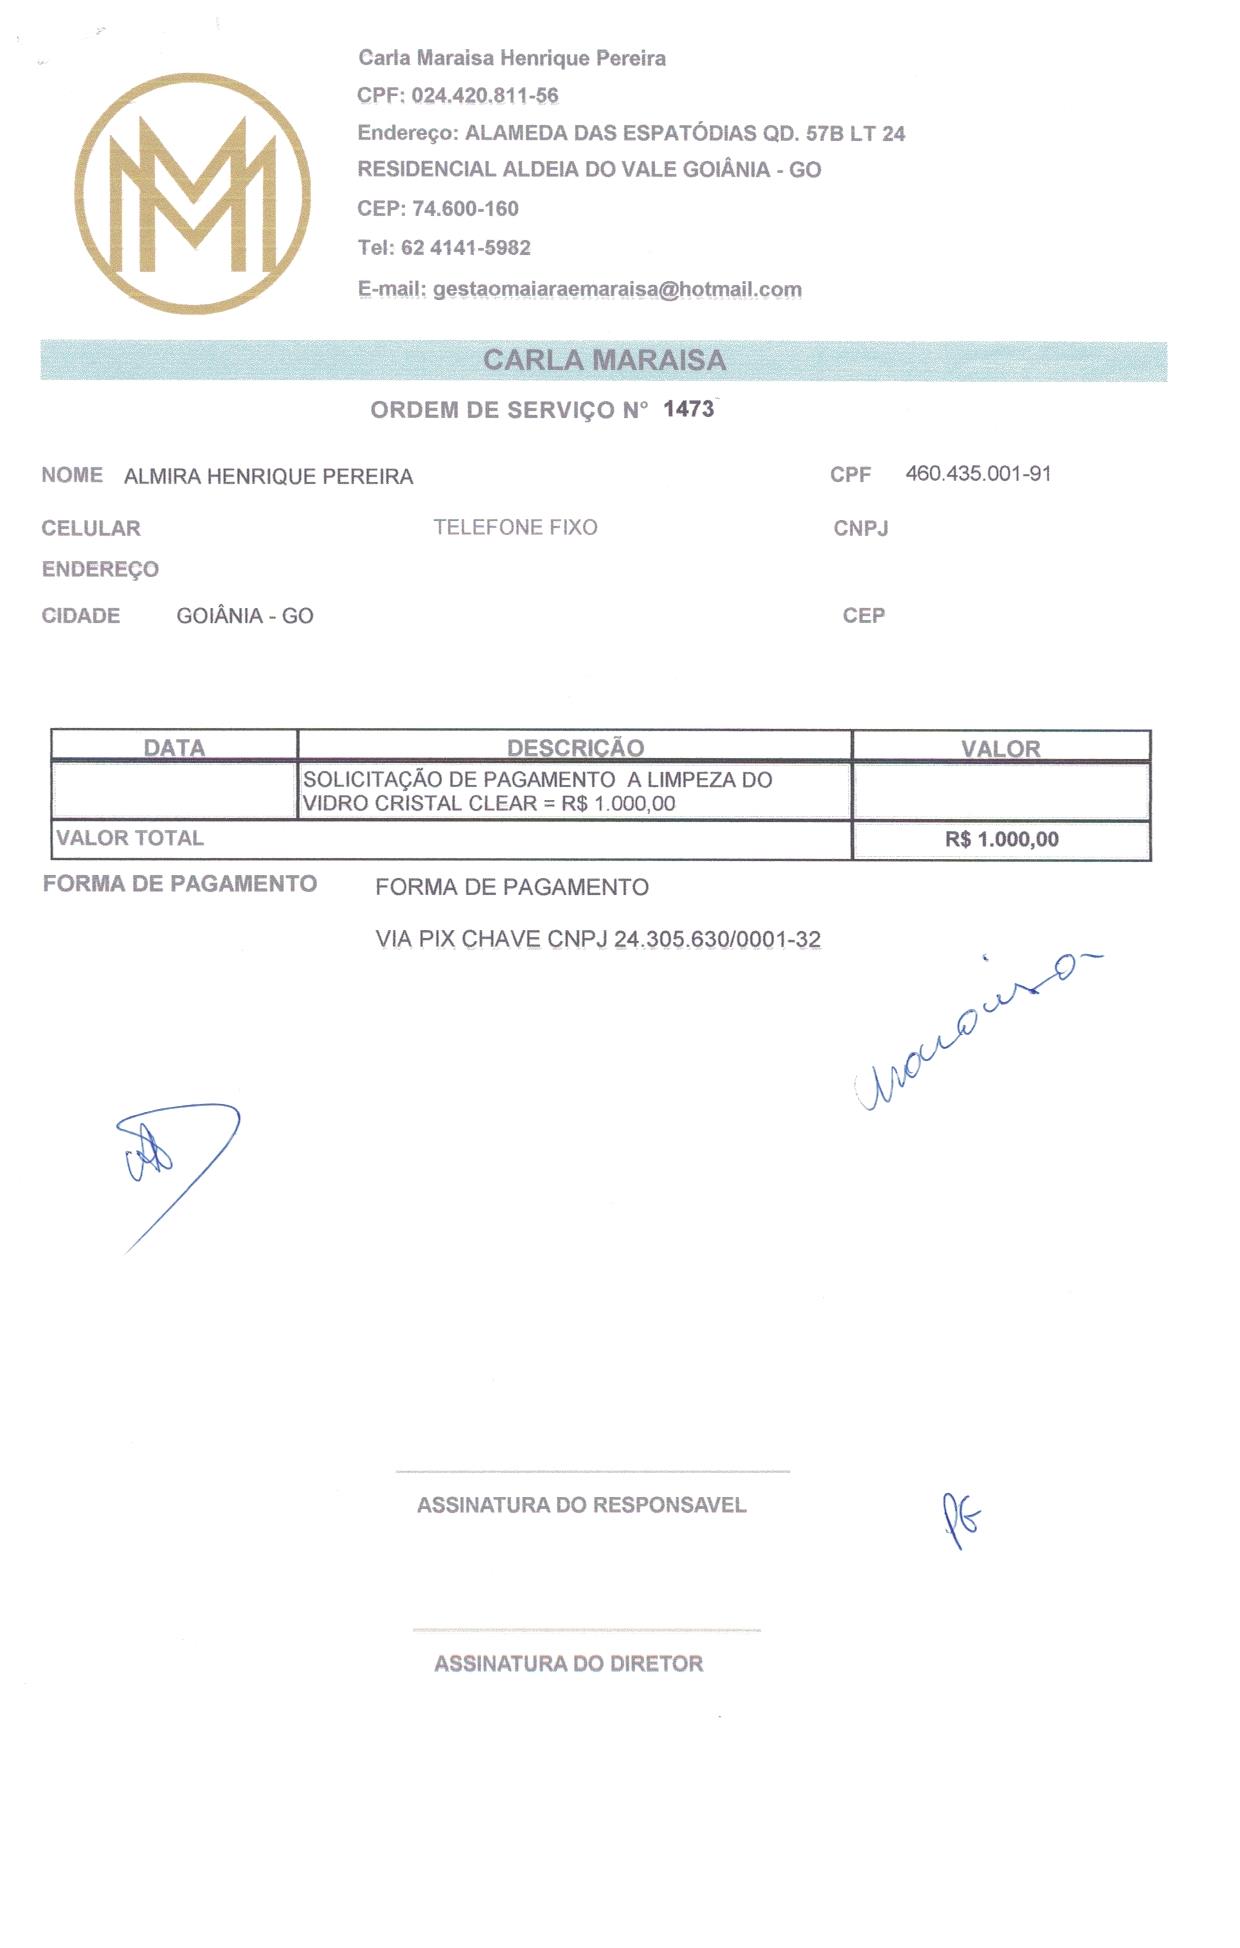 Carla Maraisa Henrique Pereira
CPF: 024.420.811-56
Endereço: ALAMEDA DAS ESPATÓDIAS QD. 57B LT 24
RESIDENCIAL ALDEIA DO VALE GOIÂNIA - GO
CEP: 74.600-160
Tel: 62 4141-5982
E-mail: gestaomaiaraemaraisa@hotmail.com
MM
CARLA MARAISA
ORDEM DE SERVIÇO N° 1473
NOME ALMIRA HENRIQUE PEREIRA CPF 460.435.001-91
CELULAR TELEFONE FIXO CNPJ
ENDEREÇO
CIDADE GOIÂNIA - GO CEP
DATA DESCRIÇÃO VALOR
SOLICITAÇÃO DE PAGAMENTO A LIMPEZA DO
VIDRO CRISTAL CLEAR = R$ 1.000,00
VALOR TOTAL R$ 1.000,00
FORMA DE PAGAMENTO FORMA DE PAGAMENTO
VIA PIX CHAVE CNPJ 24.305.630/0001-32
Maraisa
ASSINATURA DO RESPONSAVEL
PG
ASSINATURA DO DIRETOR